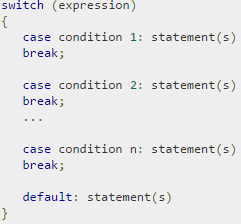 switch (expression)
{
case condition 1: statement(s)
break;
case condition 2: statement(s)
break;
...
case condition n: statement(s)
break;
default: statement(s)
}